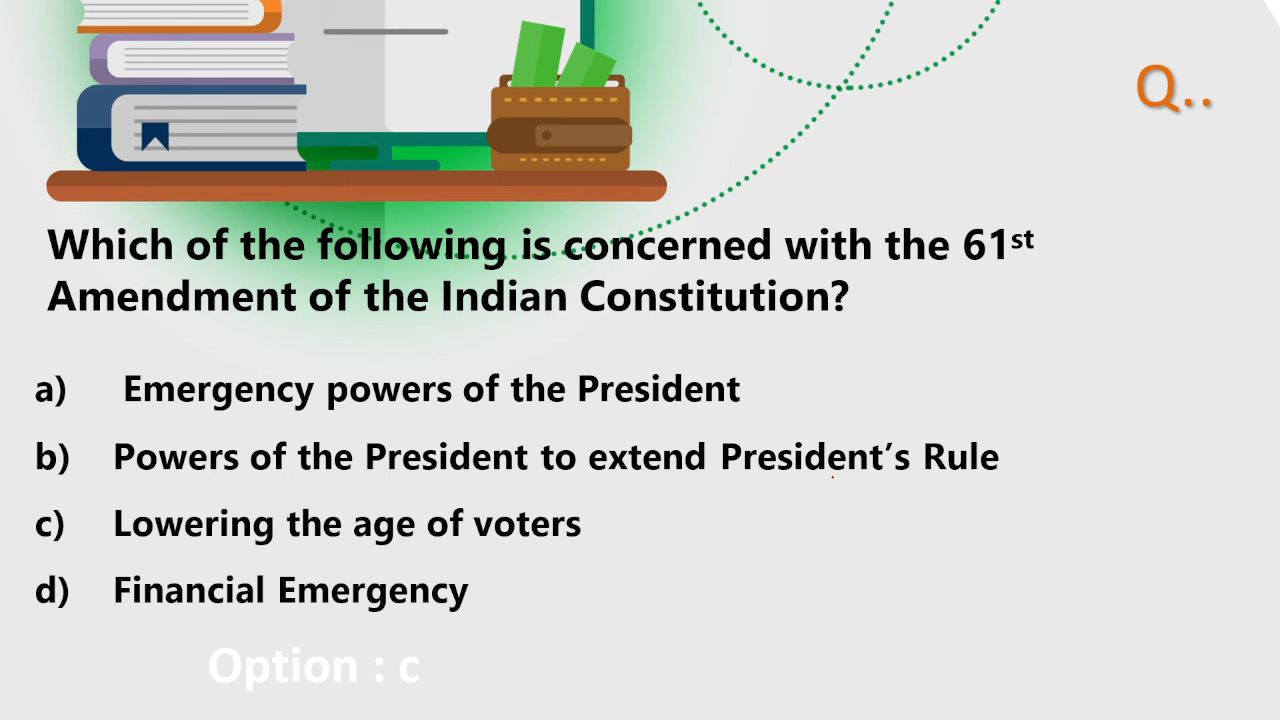 Q..
Which of the following is concerned with the 61st
Amendment of the Indian Constitution?
a) Emergency powers of the President
b) Powers of the President to extend President’s Rule
c) Lowering the age of voters
d) Financial Emergency
Option : c